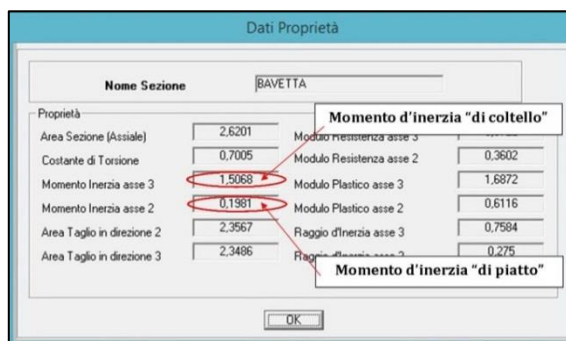 Dati Proprietà
Nome Sezione BAVETTA
Proprietà
Area Sezione (Assiale) 2,6201
Costante di Torsione 0,7005
Momento Inerzia asse 3 1,5068
Momento Inerzia asse 2 0,1981
Area Taglio in direzione 2 2,3567
Area Taglio in direzione 3 2,3486
Momento d'inerzia "di coltello"
Modulo Resistenza asse 3
Modulo Resistenza asse 2 0,3602
Modulo Plastico asse 3 1,6872
Modulo Plastico asse 2 0,6116
Raggio d'Inerzia asse 3 0,7584
0,275
Momento d'inerzia "di piatto"
OK